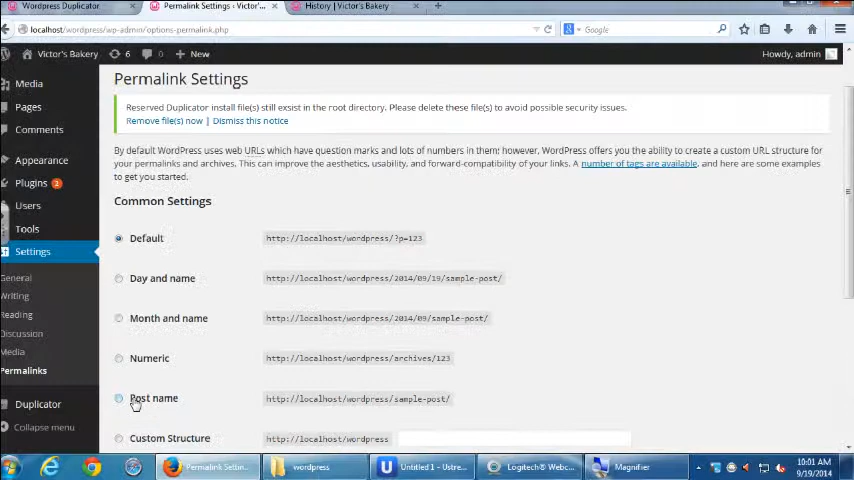 Wordpress Duplicator
Permalink Settings ‹ Victor'...
History | Victor's Bakery
localhost/wordpress/wp-admin/options-permalink.php
Google
Victor's Bakery
6
0
New
Howdy, admin
Media
Pages
Comments
Appearance
Plugins 2
Users
Tools
Settings
General
Writing
Reading
Discussion
Media
Permalinks
Duplicator
Collapse menu
Permalink Settings
Reserved Duplicator install file(s) still exsist in the root directory. Please delete these file(s) to avoid possible security issues.
Remove file(s) now | Dismiss this notice
By default WordPress uses web URLs which have question marks and lots of numbers in them; however, WordPress offers you the ability to create a custom URL structure for
your permalinks and archives. This can improve the aesthetics, usability, and forward-compatibility of your links. A number of tags are available, and here are some examples
to get you started.
Common Settings
Default http://localhost/wordpress/?p=123
Day and name http://localhost/wordpress/2014/09/19/sample-post/
Month and name http://localhost/wordpress/2014/09/sample-post/
Numeric http://localhost/wordpress/archives/123
Post name http://localhost/wordpress/sample-post/
Custom Structure http://localhost/wordpress
Permalink Settin...
wordpress
Untitled 1 - Ustre...
Logitech® Webc...
Magnifier
10:01 AM
9/19/2014